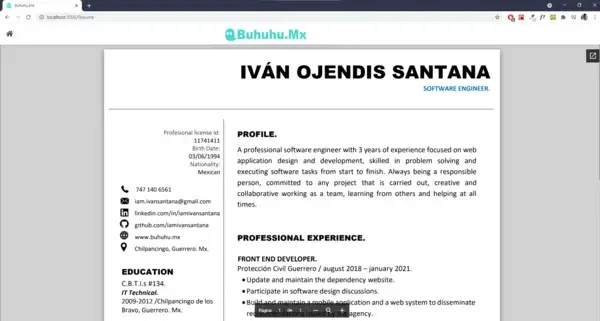 Buhuhu.Mx
localhost:3000/Resume
Buhuhu.Mx
IVÁN OJENDIS SANTANA
SOFTWARE ENGINEER.
Profesional license id:
11741411
Birth Date:
03/06/1994
Nationality:
Mexican
747 140 6561
iam.ivansantana@gmail.com
linkedin.com/in/iamivansantana
github.com/iamivansantana
www.buhuhu.mx
Chilpancingo, Guerrero. Mx.
EDUCATION
C.B.T.i.s #134.
IT Technical.
2009-2012 /Chilpancingo de los
Bravo, Guerrero. Mx.
PROFILE.
A professional software engineer with 3 years of experience focused on web
application design and development, skilled in problem solving and
executing software tasks from start to finish. Always being a responsible
person, committed to any project that is carried out, creative and
collaborative working as a team, learning from others and helping at all
times.
PROFESSIONAL EXPERIENCE.
FRONT END DEVELOPER.
Protección Civil Guerrero / august 2018 – january 2021.
•Update and maintain the dependency website.
•Participate in software design discussions.
•Build and maintain a mobile application and a web system to disseminate
agency.
Página 1 de 1